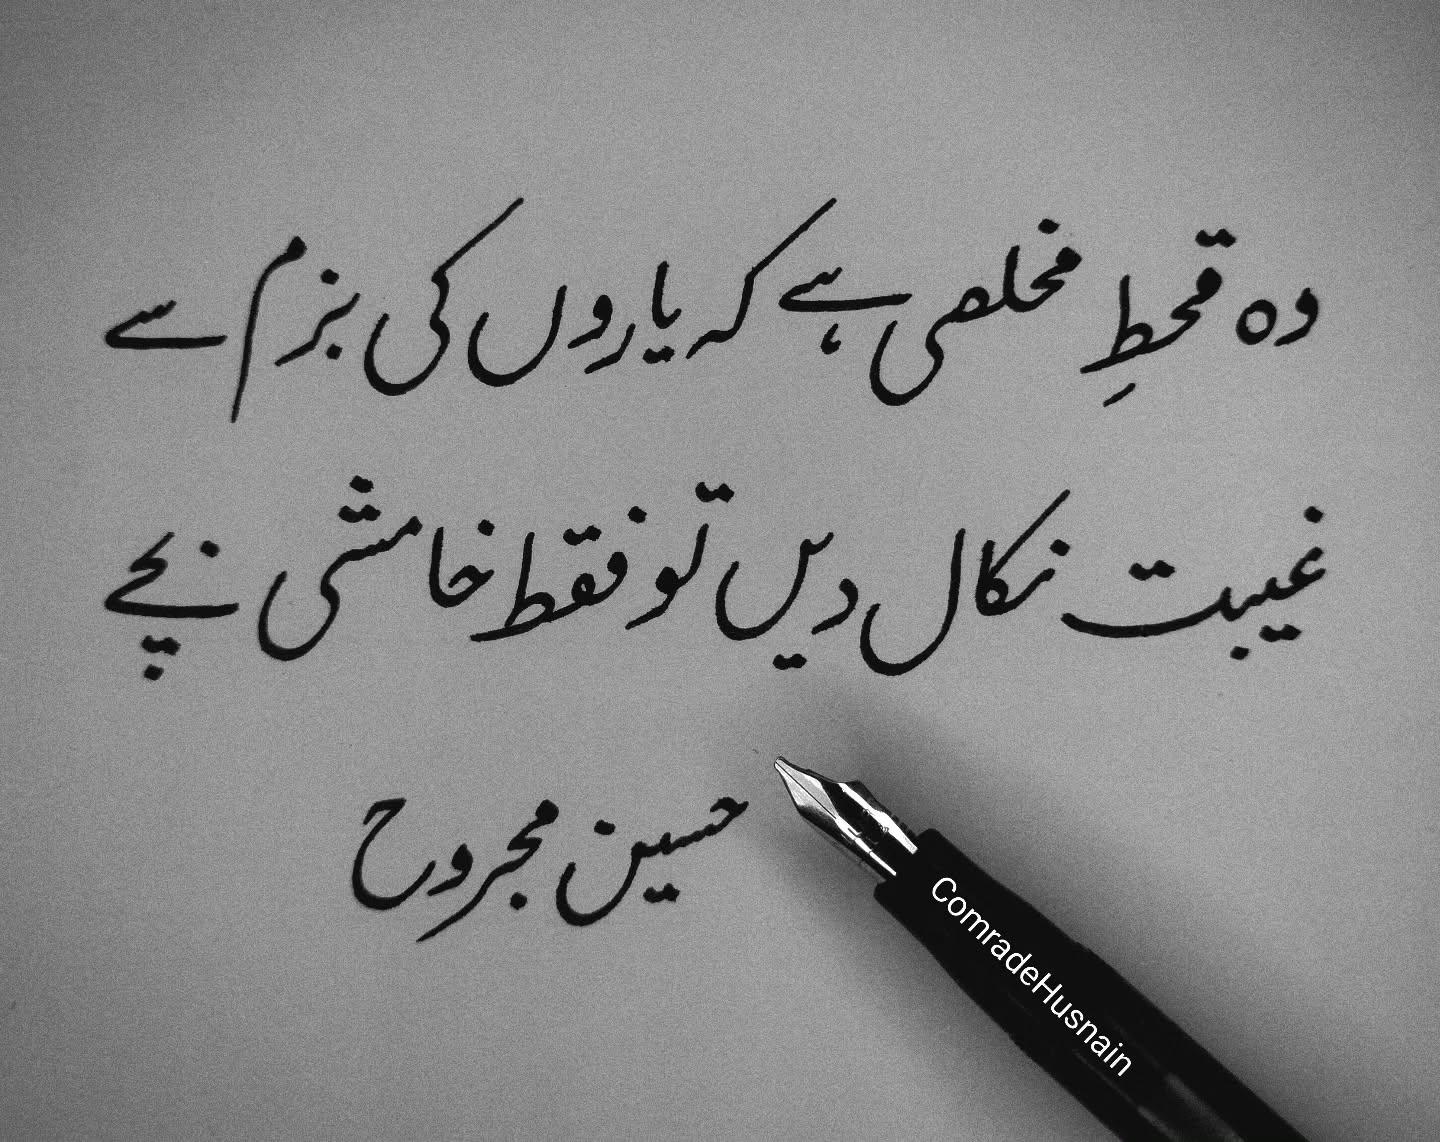 وہ قحطِ مخلصی ہے کہ یاروں کی بزم سے
غیبت نکال دیں تو فقط خامشی بچے
حسین مجروح
ComradeHusnain